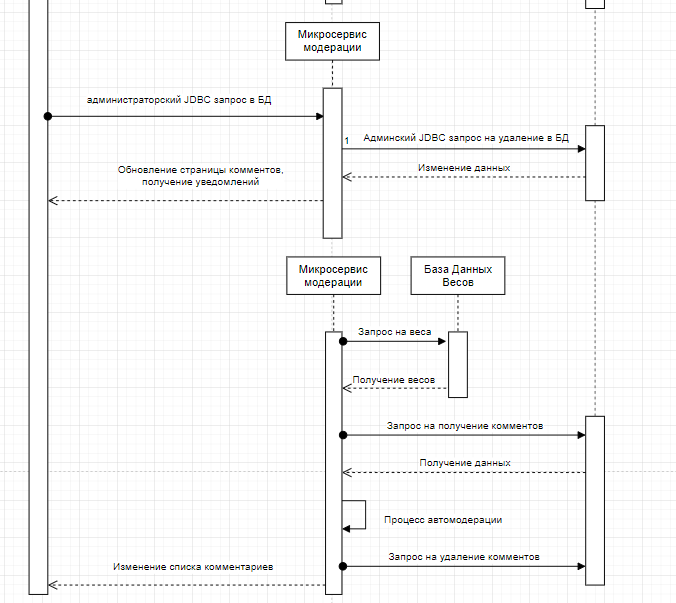 Микросервис
модерации
администраторский JDBC запрос в БД
1
Админский JDBC запрос на удаление в БД
Изменение данных
Обновление страницы комментов,
получение уведомлений
Микросервис
модерации
База Данных
Весов
Запрос на веса
Получение весов
Запрос на получение комментов
Получение данных
Процесс автомодерации
Запрос на удаление комментов
Изменение списка комментариев